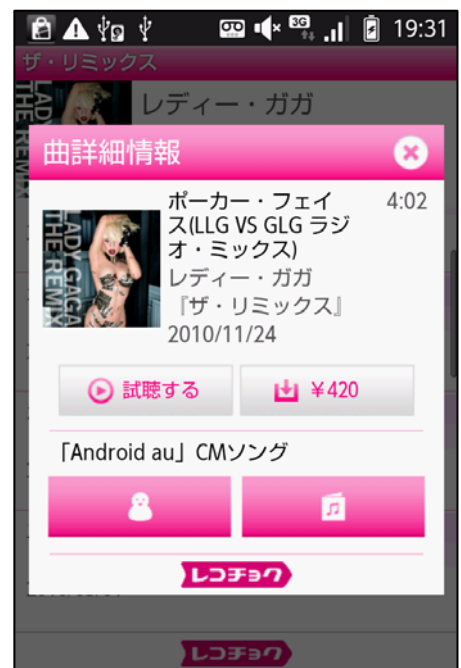 3G
19:31
ザ・リミックス
レディー・ガガ
LADY
THE REMIX
曲詳細情報
LADY GAGA
THE REMIX
ポーカー・フェイ
ス(LLG VS GLG ラジ
オ・ミックス)
4:02
レディー・ガガ
『ザ・リミックス』
2010/11/24
試聴する
¥420
「Android au」CMソング
レコチョク
レコチョク